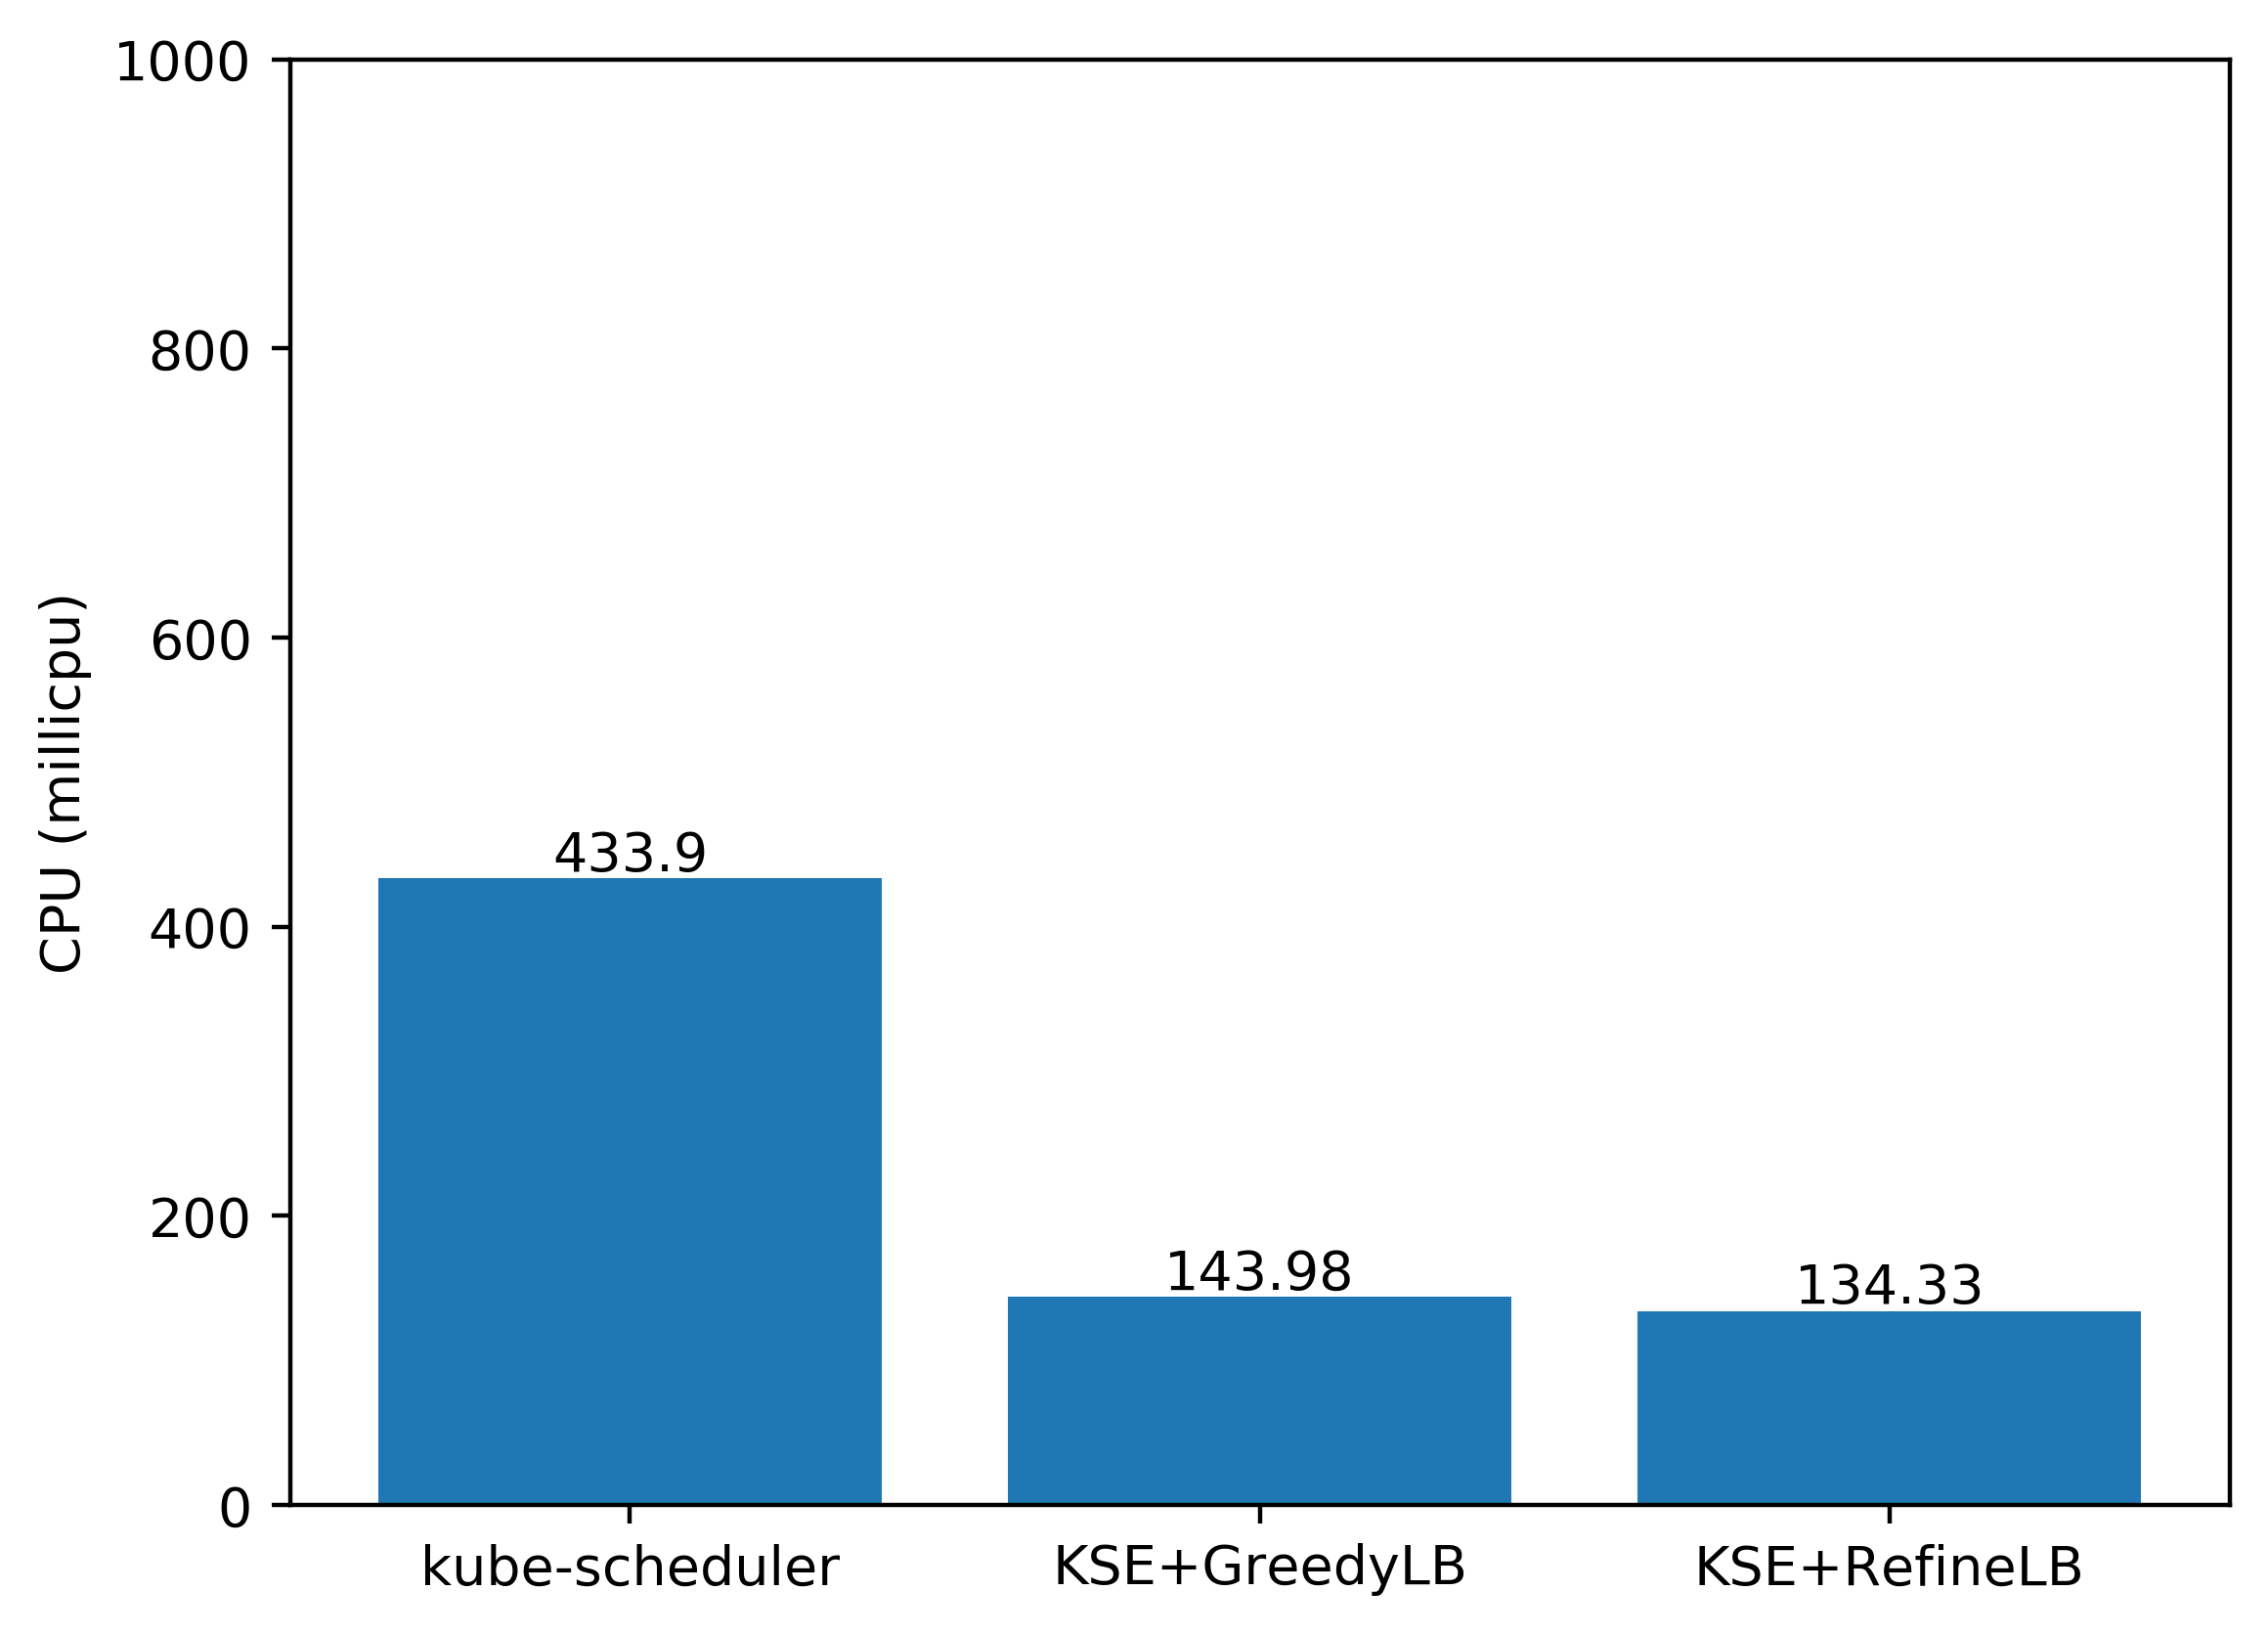 1000
800
600
400
200
0
CPU (millicpu)
433.9
143.98
134.33
kube-scheduler
KSE+GreedyLB
KSE+RefineLB